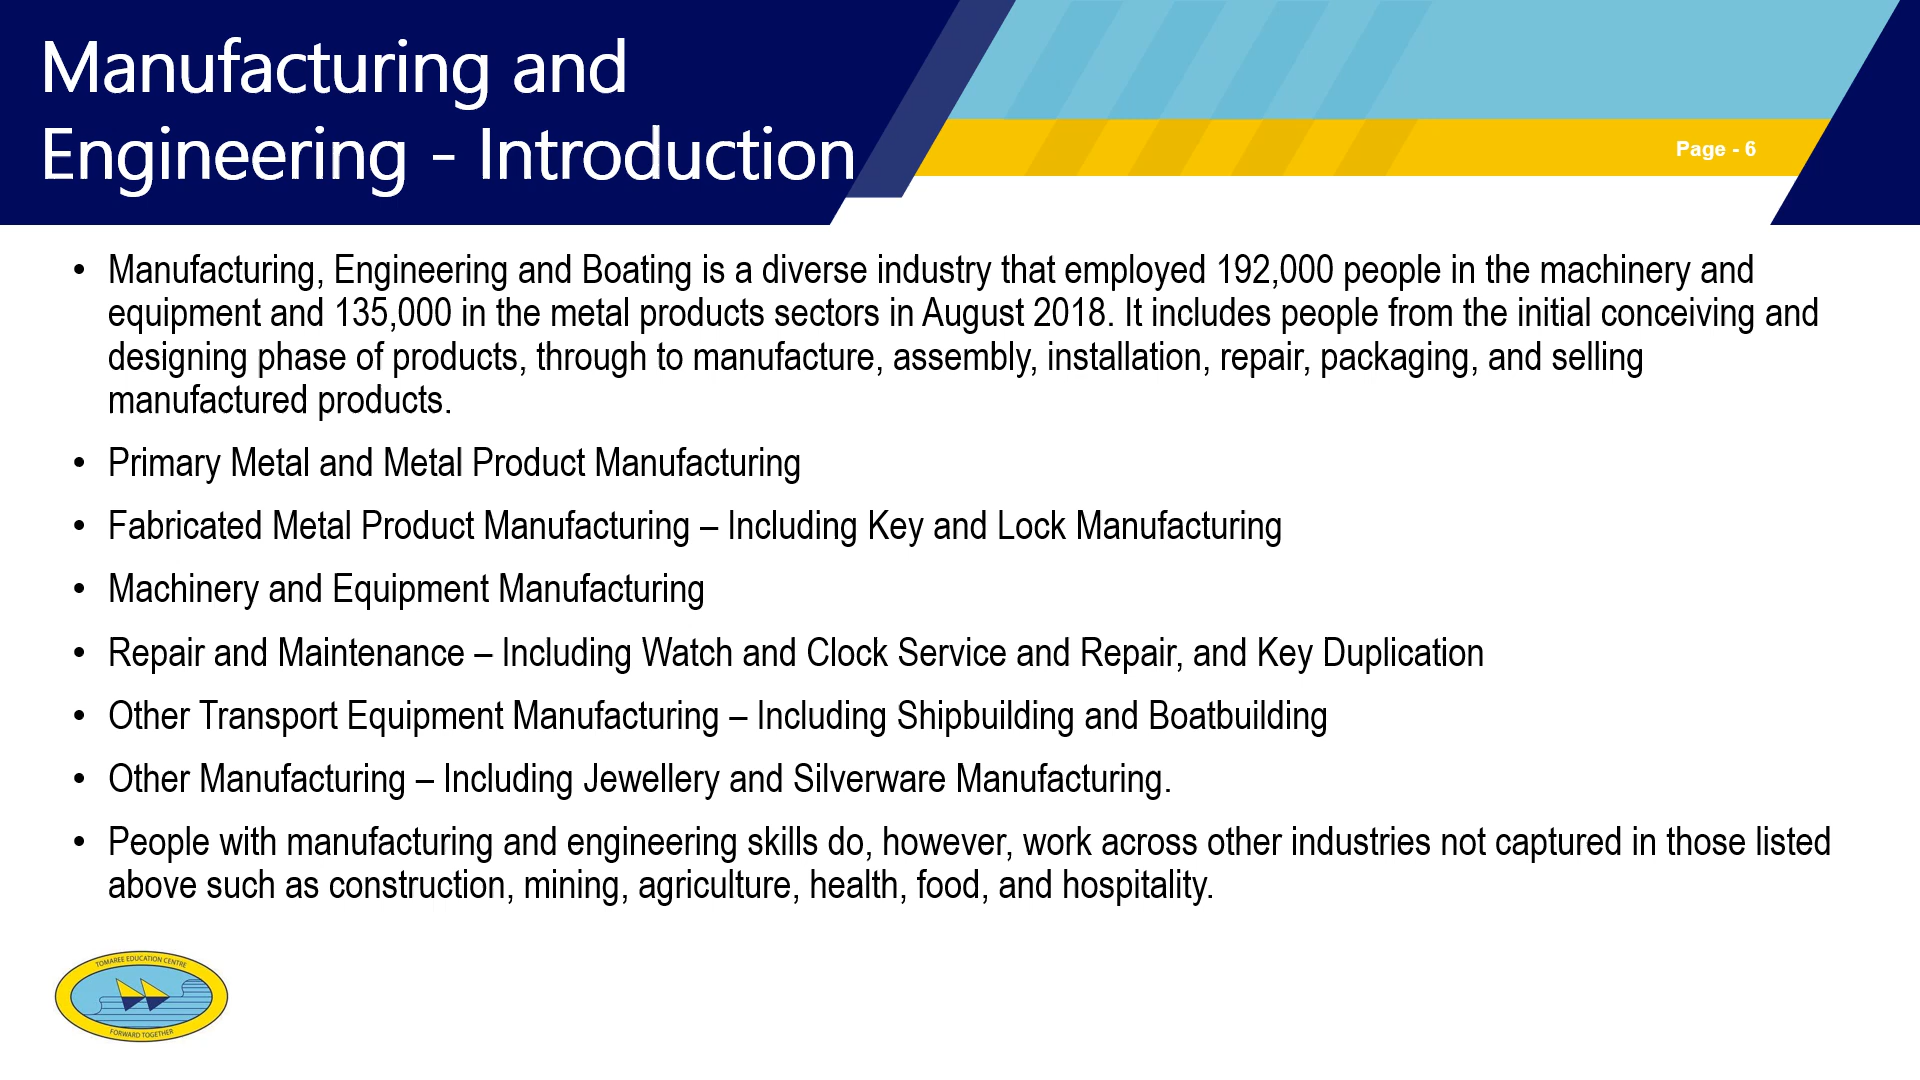 Manufacturing and
Engineering - Introduction
Page - 6
• Manufacturing, Engineering and Boating is a diverse industry that employed 192,000 people in the machinery and
equipment and 135,000 in the metal products sectors in August 2018. It includes people from the initial conceiving and
designing phase of products, through to manufacture, assembly, installation, repair, packaging, and selling
manufactured products.
• Primary Metal and Metal Product Manufacturing
• Fabricated Metal Product Manufacturing – Including Key and Lock Manufacturing
• Machinery and Equipment Manufacturing
• Repair and Maintenance – Including Watch and Clock Service and Repair, and Key Duplication
• Other Transport Equipment Manufacturing – Including Shipbuilding and Boatbuilding
• Other Manufacturing – Including Jewellery and Silverware Manufacturing.
• People with manufacturing and engineering skills do, however, work across other industries not captured in those listed
above such as construction, mining, agriculture, health, food, and hospitality.
TOMAREE EDUCATION CENTRE
FORWARD TOGETHER